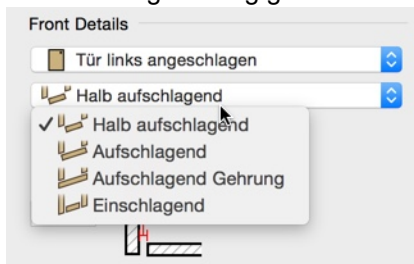 Front Details
Tür links angeschlagen
Halb aufschlagend
✓ Halb aufschlagend
Aufschlagend
Aufschlagend Gehrung
Einschlagend